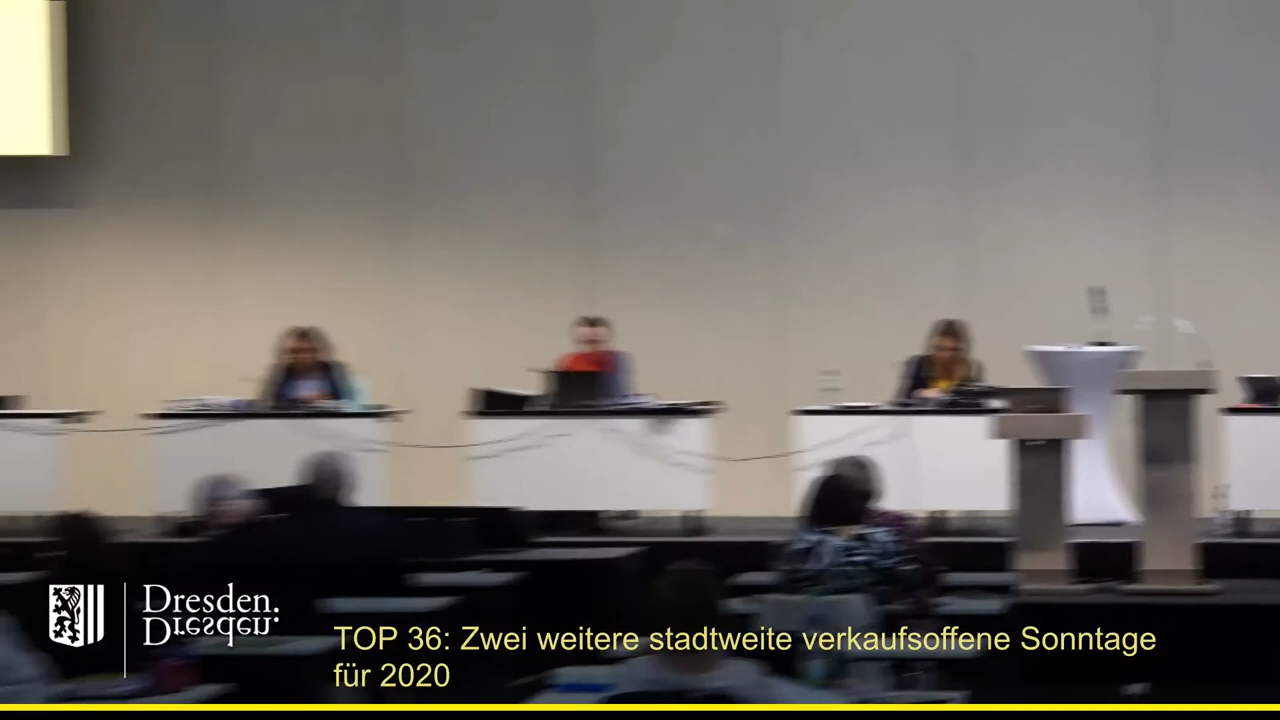 Dresden.
Dresden.
TOP 36: Zwei weitere stadtweite verkaufsoffene Sonntage
für 2020